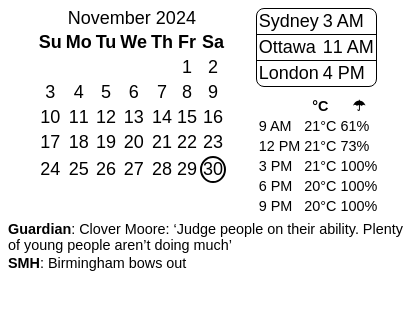 November 2024
Su Mo Tu We Th Fr Sa
1 2
3 4 5 6 7 8 9
10 11 12 13 14 15 16
17 18 19 20 21 22 23
24 25 26 27 28 29 30
Sydney 3 AM
Ottawa 11 AM
London 4 PM
°C ☂
9 AM 21°C 61%
12 PM 21°C 73%
3 PM 21°C 100%
6 PM 20°C 100%
9 PM 20°C 100%
Guardian: Clover Moore: ‘Judge people on their ability. Plenty
of young people aren’t doing much’
SMH: Birmingham bows out